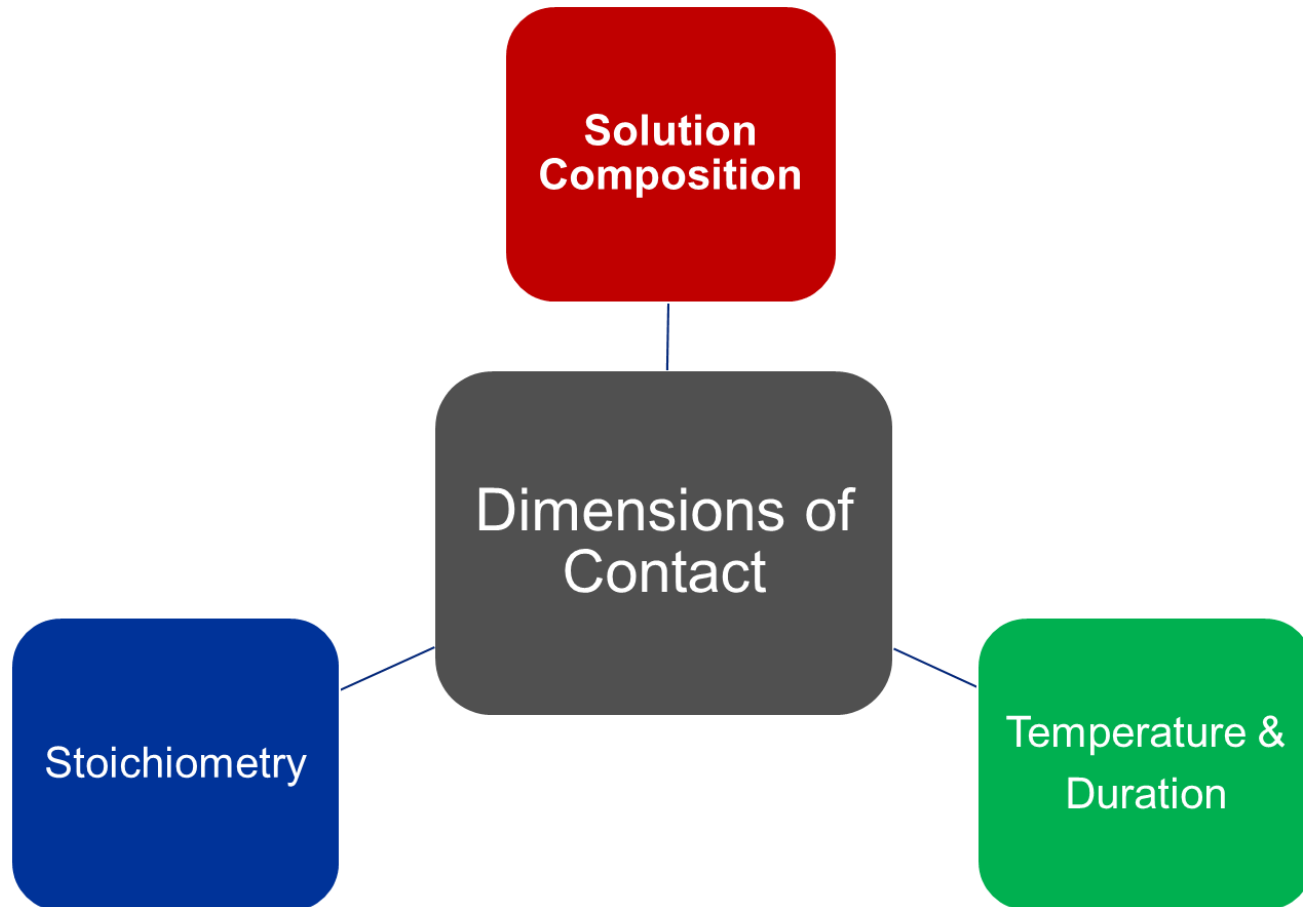 Solution
Composition
Dimensions of
Contact
Stoichiometry
Temperature &
Duration